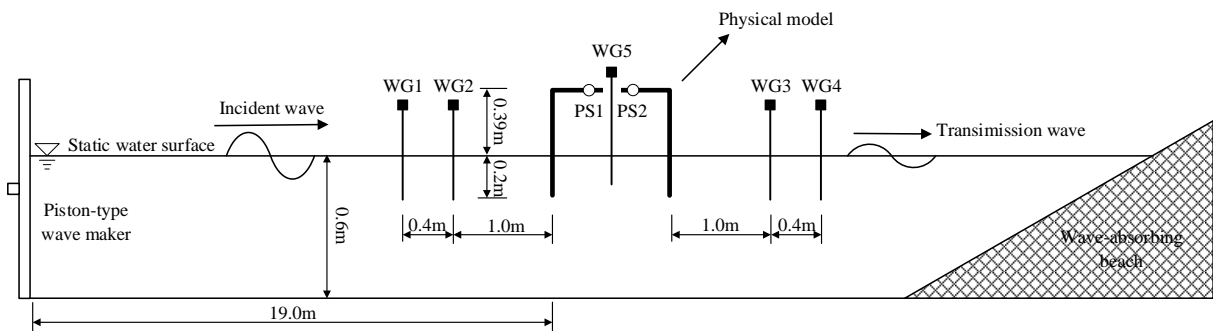 Physical model
WG5
WG1 WG2
WG3 WG4
PS1 PS2
0.39m
Incident wave
Transimission wave
Static water surface
0.2m
Piston-type
wave maker
0.6m
0.4m
1.0m
1.0m
0.4m
Wave-absorbing
beach
19.0m